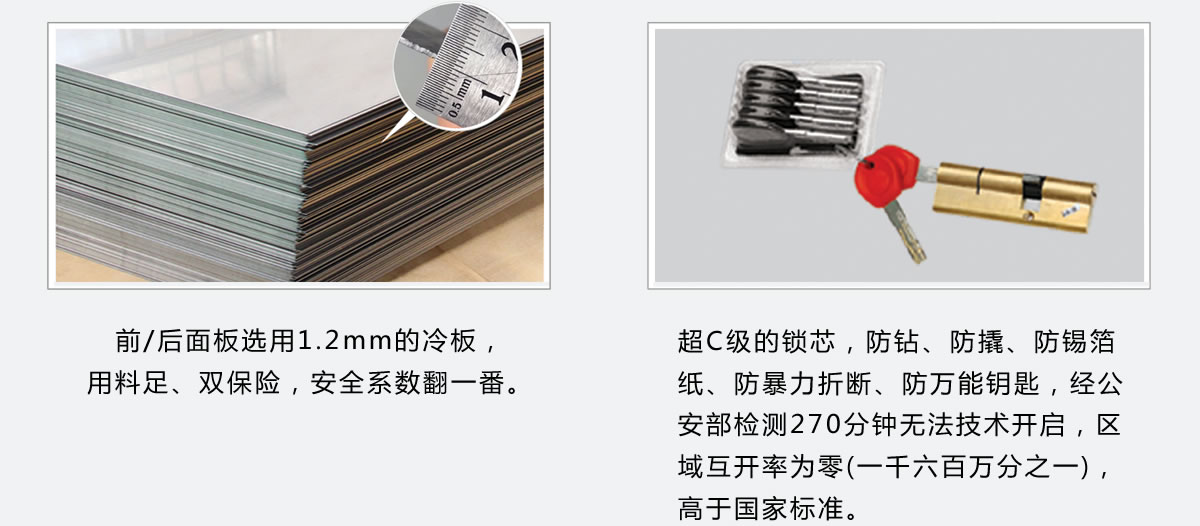 2
1
0.5 mm
前/后面板选用1.2mm的冷板，
用料足、双保险，安全系数翻一番。
超C级的锁芯，防钻、防撬、防锡箔
纸、防暴力折断、防万能钥匙，经公
安部检测270分钟无法技术开启，区
域互开率为零(一千六百万分之一)，
高于国家标准。